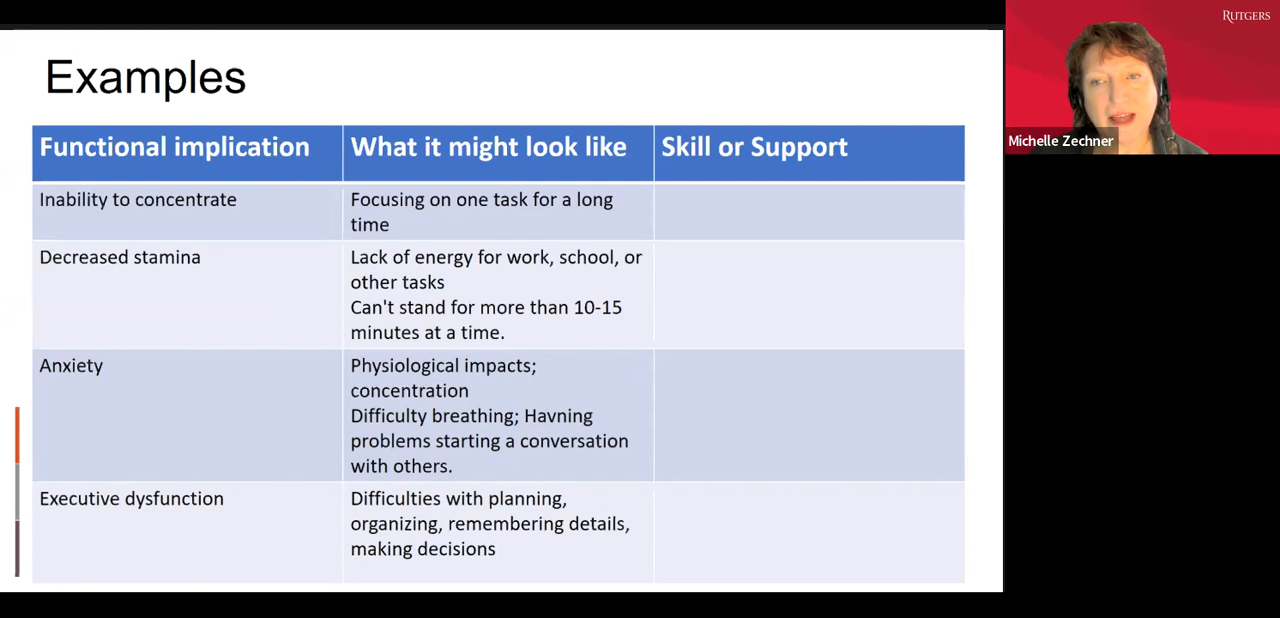 Examples
Functional implication
What it might look like
Skill or Support
Inability to concentrate
Focusing on one task for a long
time
Decreased stamina
Lack of energy for work, school, or
other tasks
Can't stand for more than 10-15
minutes at a time.
Anxiety
Physiological impacts;
concentration
Difficulty breathing; Havning
problems starting a conversation
with others.
Executive dysfunction
Difficulties with planning,
organizing, remembering details,
making decisions
RUTGERS
Michelle Zechner